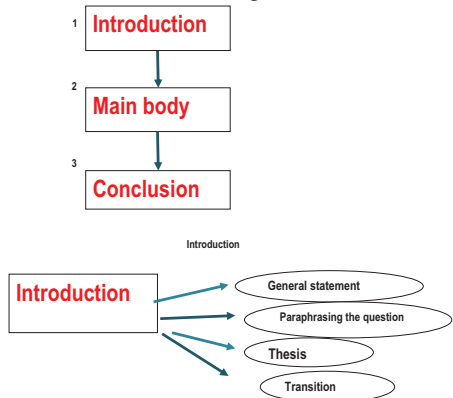 1
Introduction
2
Main body
3
Conclusion
Introduction
Introduction
General statement
Paraphrasing the question
Thesis
Transition